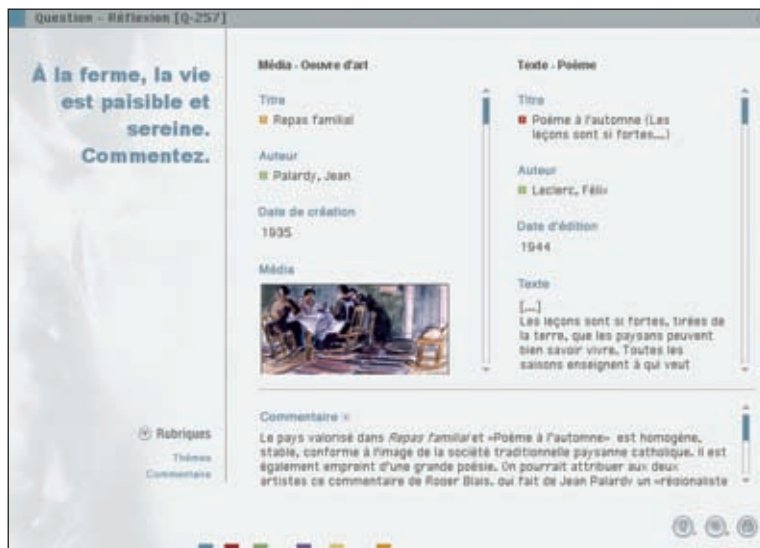 Question - Réflexion [Q-257]
À la ferme, la vie
est paisible et
sereine.
Commentez.
Rubriques
Thèmes
Commentaire
Média - Oeuvre d'art
Titre
Repas familial
Auteur
Palardy, Jean
Date de création
1935
Média
Texte - Poème
Titre
Poème à l'automne (Les
leçons sont si fortes...)
Auteur
Leclerc, Félix
Date d'édition
1944
Texte
[...]
Les leçons sont si fortes, tirées de
la terre, que les paysans peuvent
bien savoir vivre. Toutes les
saisons enseignent à qui veut
Commentaire
Le pays valorisé dans Repas familial et «Poème à l'automne» est homogène,
stable, conforme à l'image de la société traditionnelle paysanne catholique. Il est
également empreint d'une grande poésie. On pourrait attribuer aux deux
artistes ce commentaire de Roger Blais, qui fait de Jean Palardy un «régionaliste